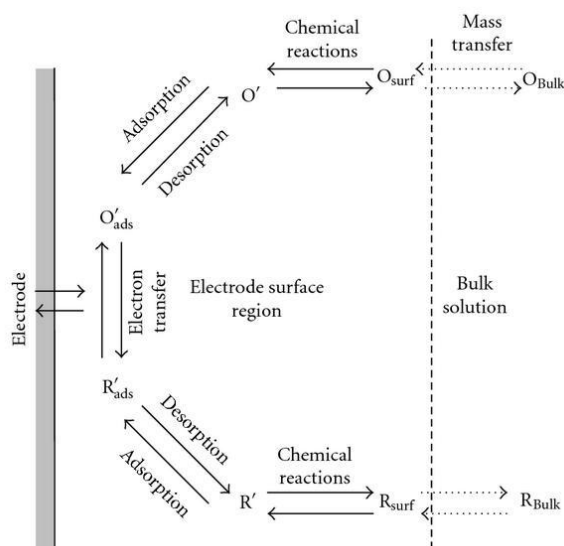 Chemical
reactions
Mass
transfer
O′
O_surf
O_Bulk
Adsorption
Desorption
O′_ads
Electrode
Electron
transfer
Electrode surface
region
Bulk
solution
R′_ads
Desorption
Adsorption
Chemical
reactions
R′
R_surf
R_Bulk